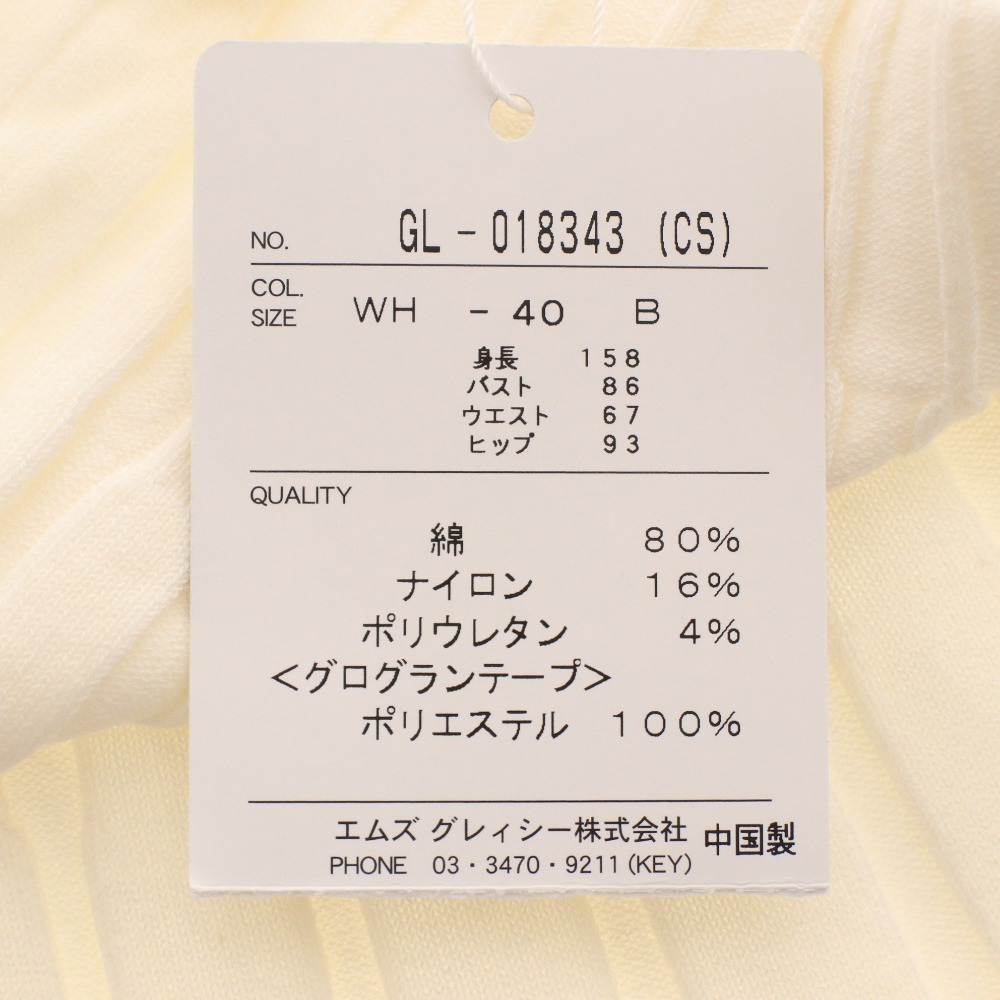 NO. GL-018343 (CS)
COL.
SIZE WH - 40 B
身長 158
バスト 86
ウエスト 67
ヒップ 93
QUALITY
綿 80%
ナイロン 16%
ポリウレタン 4%
<グログランテープ>
ポリエステル 100%
エムズ グレィシー株式会社 中国製
PHONE 03・3470・9211(KEY)